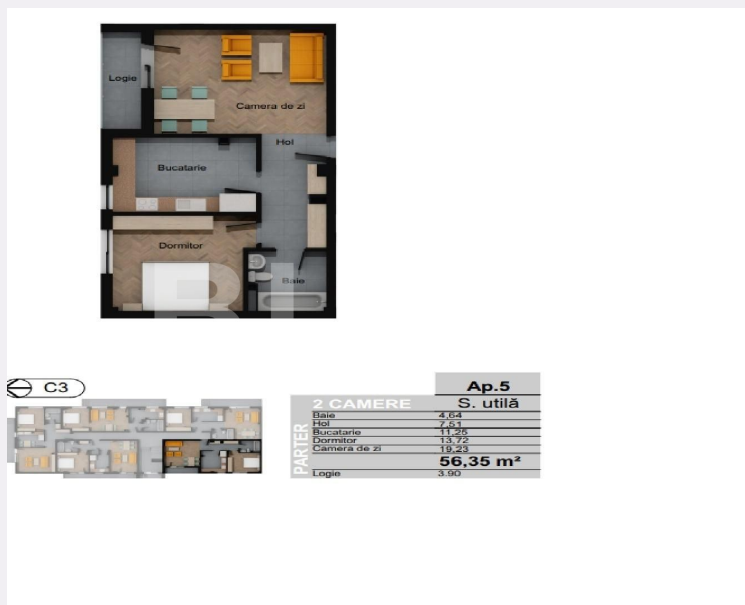 Logie
Camera de zi
Hol
Bucatarie
Dormitor
Baie
C3
Ap.5
2 CAMERE S. utilă
PARTER
Baie 4,64
Hol 7,51
Bucatarie 11,25
Dormitor 13,72
Camera de zi 19,23
56,35 m²
Logie 3.90